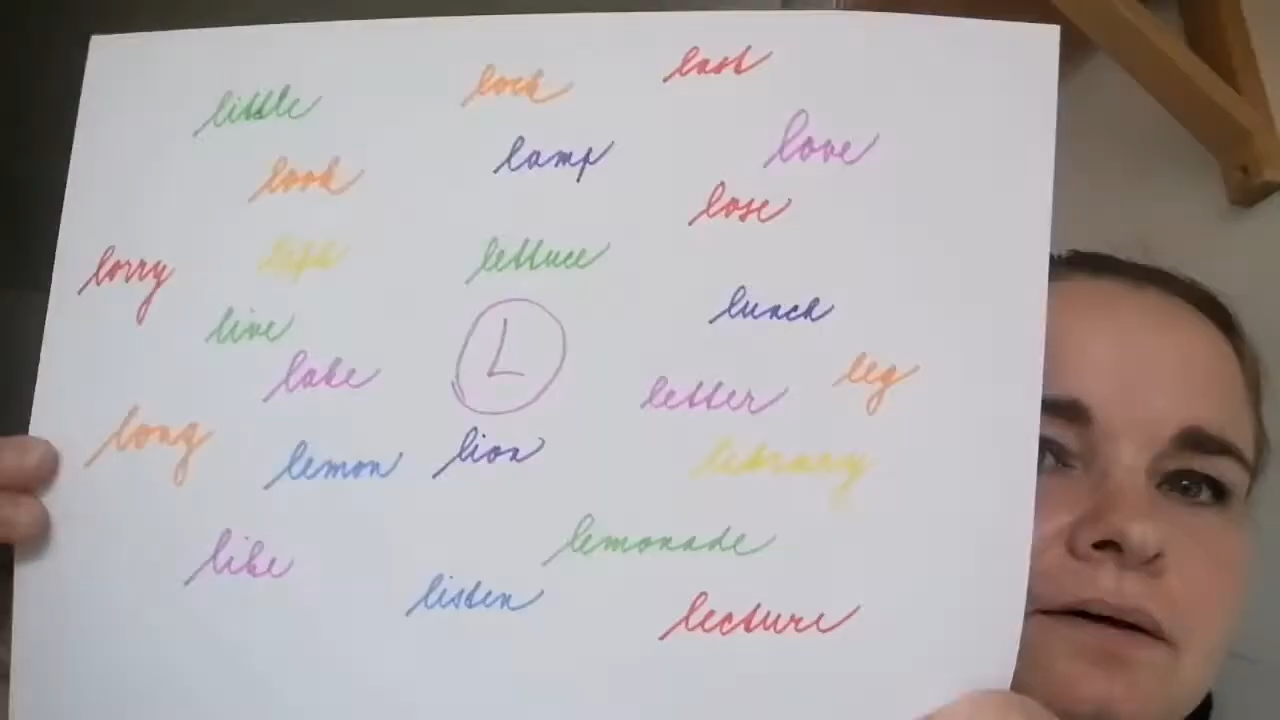 last
lock
little
love
lamp
look
lose
lettuce
left
lorry
lunch
live
L
leg
lake
letter
long
lion
lemon
library
lemonade
like
listen
lecture